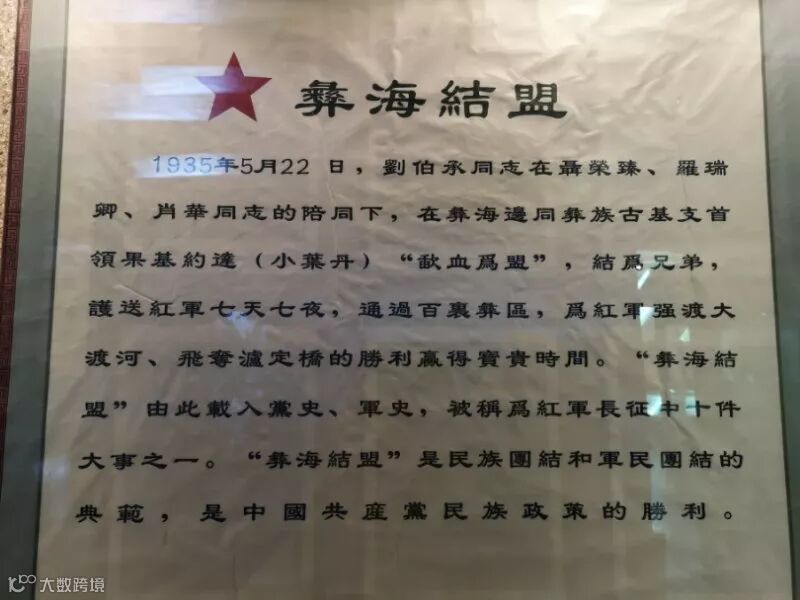 彝海結盟
1935年5月22日，劉伯承同志在聶榮臻、羅瑞
卿、肖華同志的陪同下，在彝海邊同彝族古基支首
領果基約達（小葉丹）“歃血爲盟”，結爲兄弟，
護送紅軍七天七夜，通過百裏彝區，爲紅軍强渡大
渡河、飛奪瀘定橋的勝利贏得寶貴時間。“彝海結
盟”由此載入黨史、軍史，被稱爲紅軍長征中十件
大事之一。“彝海結盟”是民族團結和軍民團結的
典範，是中國共産黨民族政策的勝利。
大数跨境